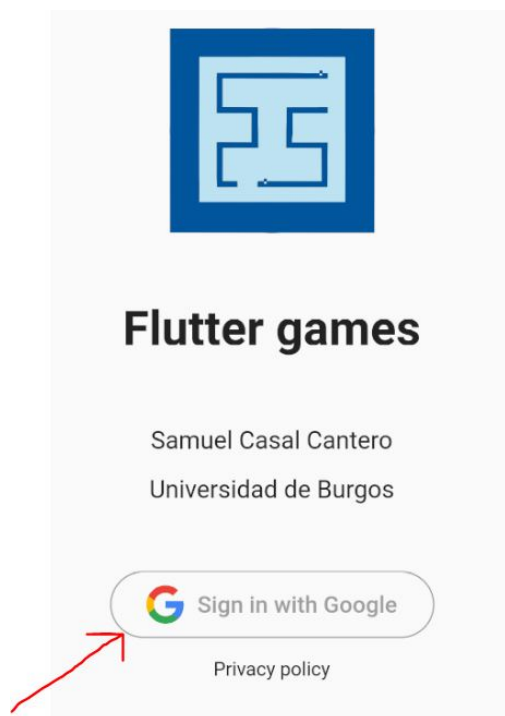 Flutter games
Samuel Casal Cantero
Universidad de Burgos
Sign in with Google
Privacy policy